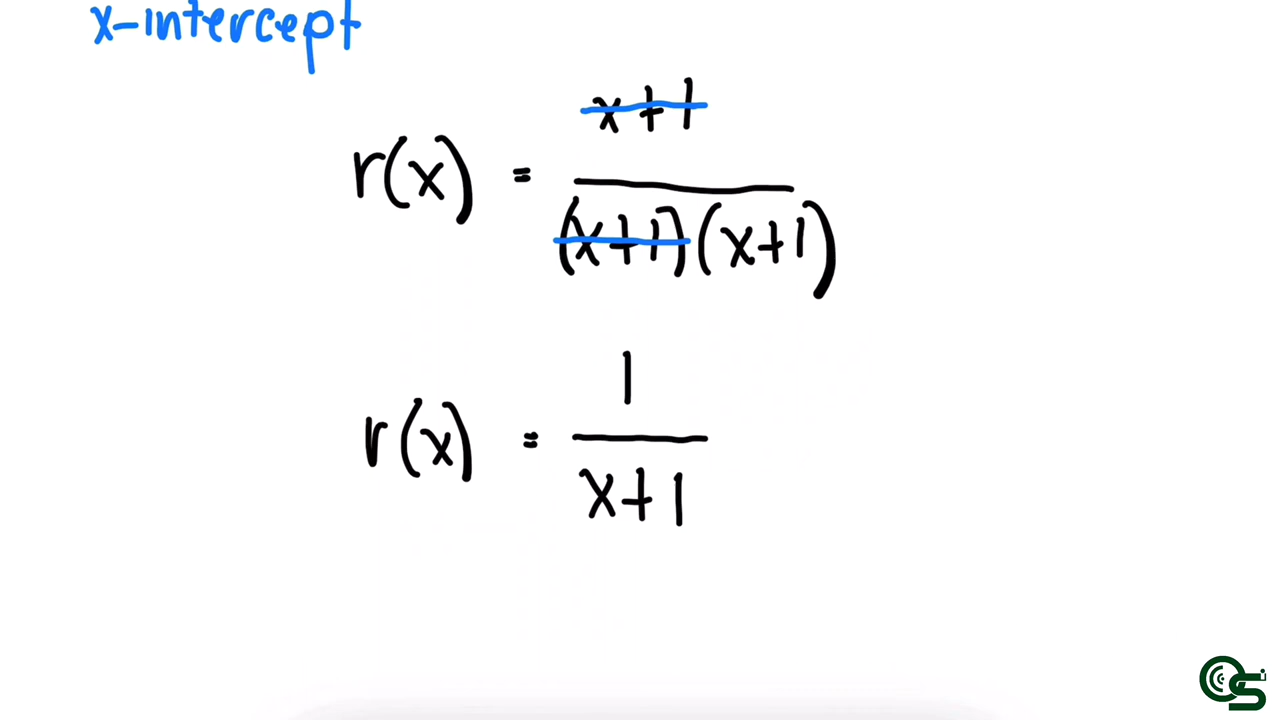 x-intercept
x+1
r(x) = ———
(x+1)(x+1)
1
r(x) = ———
x+1